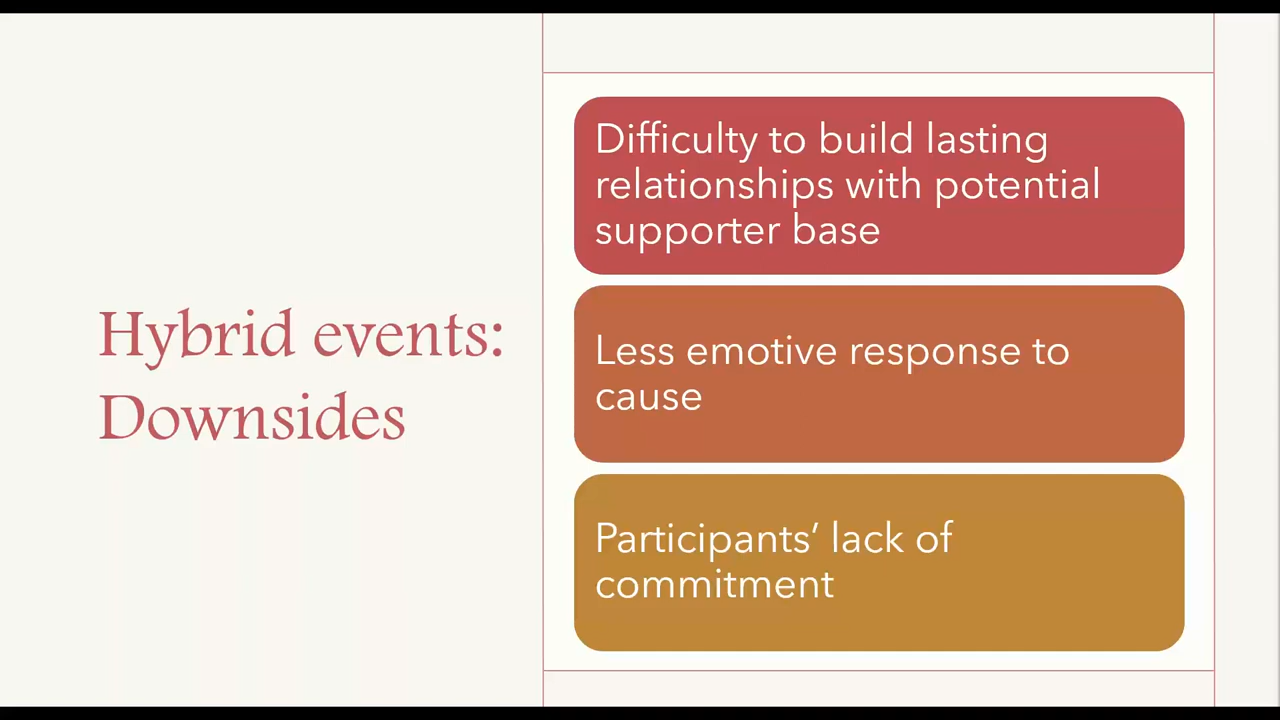 Hybrid events:
Downsides
Difficulty to build lasting
relationships with potential
supporter base
Less emotive response to
cause
Participants’ lack of
commitment